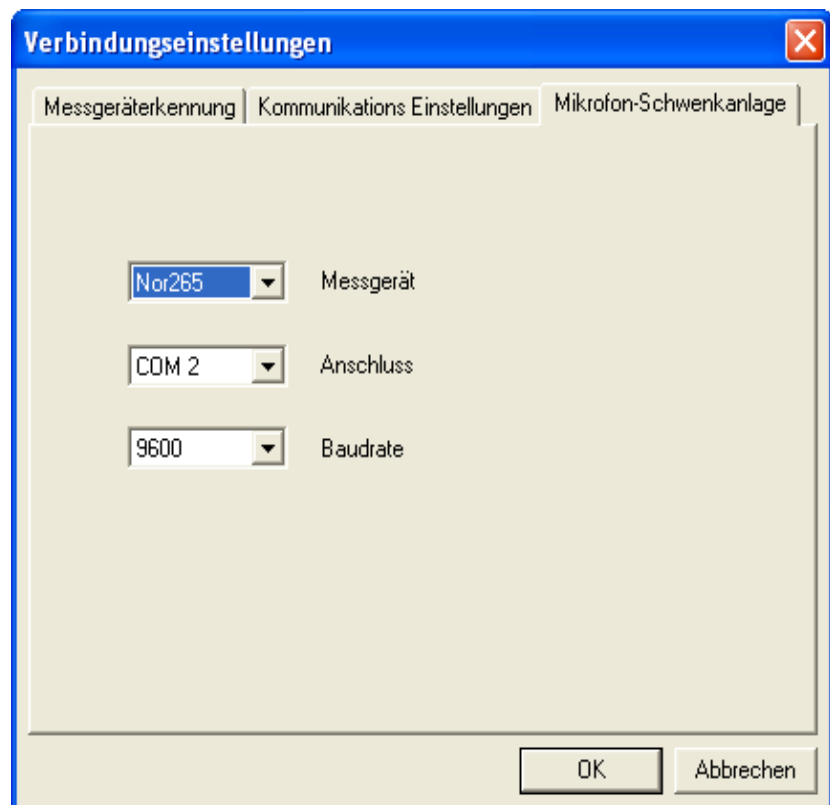 Verbindungseinstellungen
Messgeräterkennung Kommunikations Einstellungen Mikrofon-Schwenkanlage
Nor265 Messgerät
COM 2 Anschluss
9600 Baudrate
OK Abbrechen